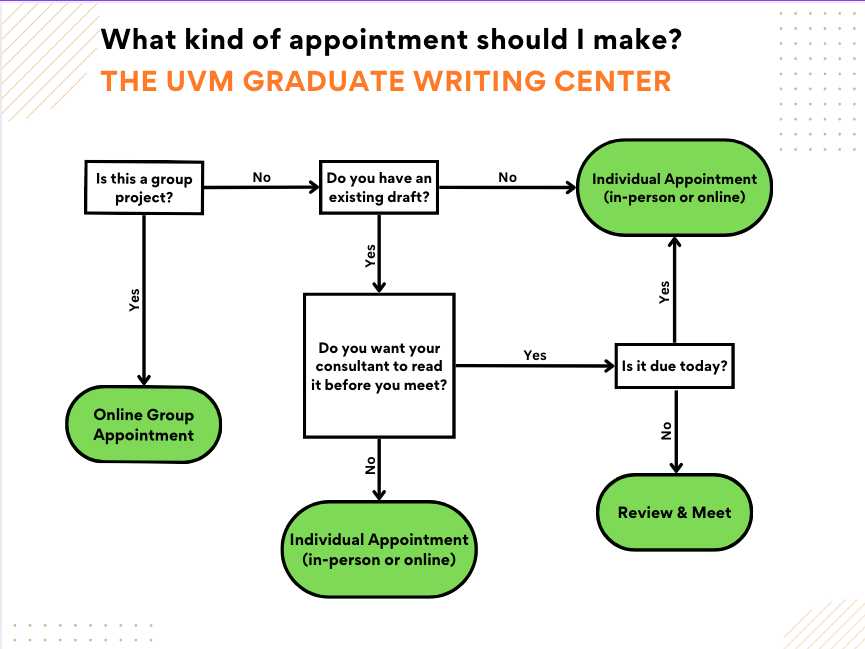 What kind of appointment should I make?
THE UVM GRADUATE WRITING CENTER
Is this a group
project?
No
Do you have an
existing draft?
No
Individual Appointment
(in-person or online)
Yes
Yes
Yes
Do you want your
consultant to read
it before you meet?
Yes
Is it due today?
Online Group
Appointment
No
No
Individual Appointment
(in-person or online)
Review & Meet